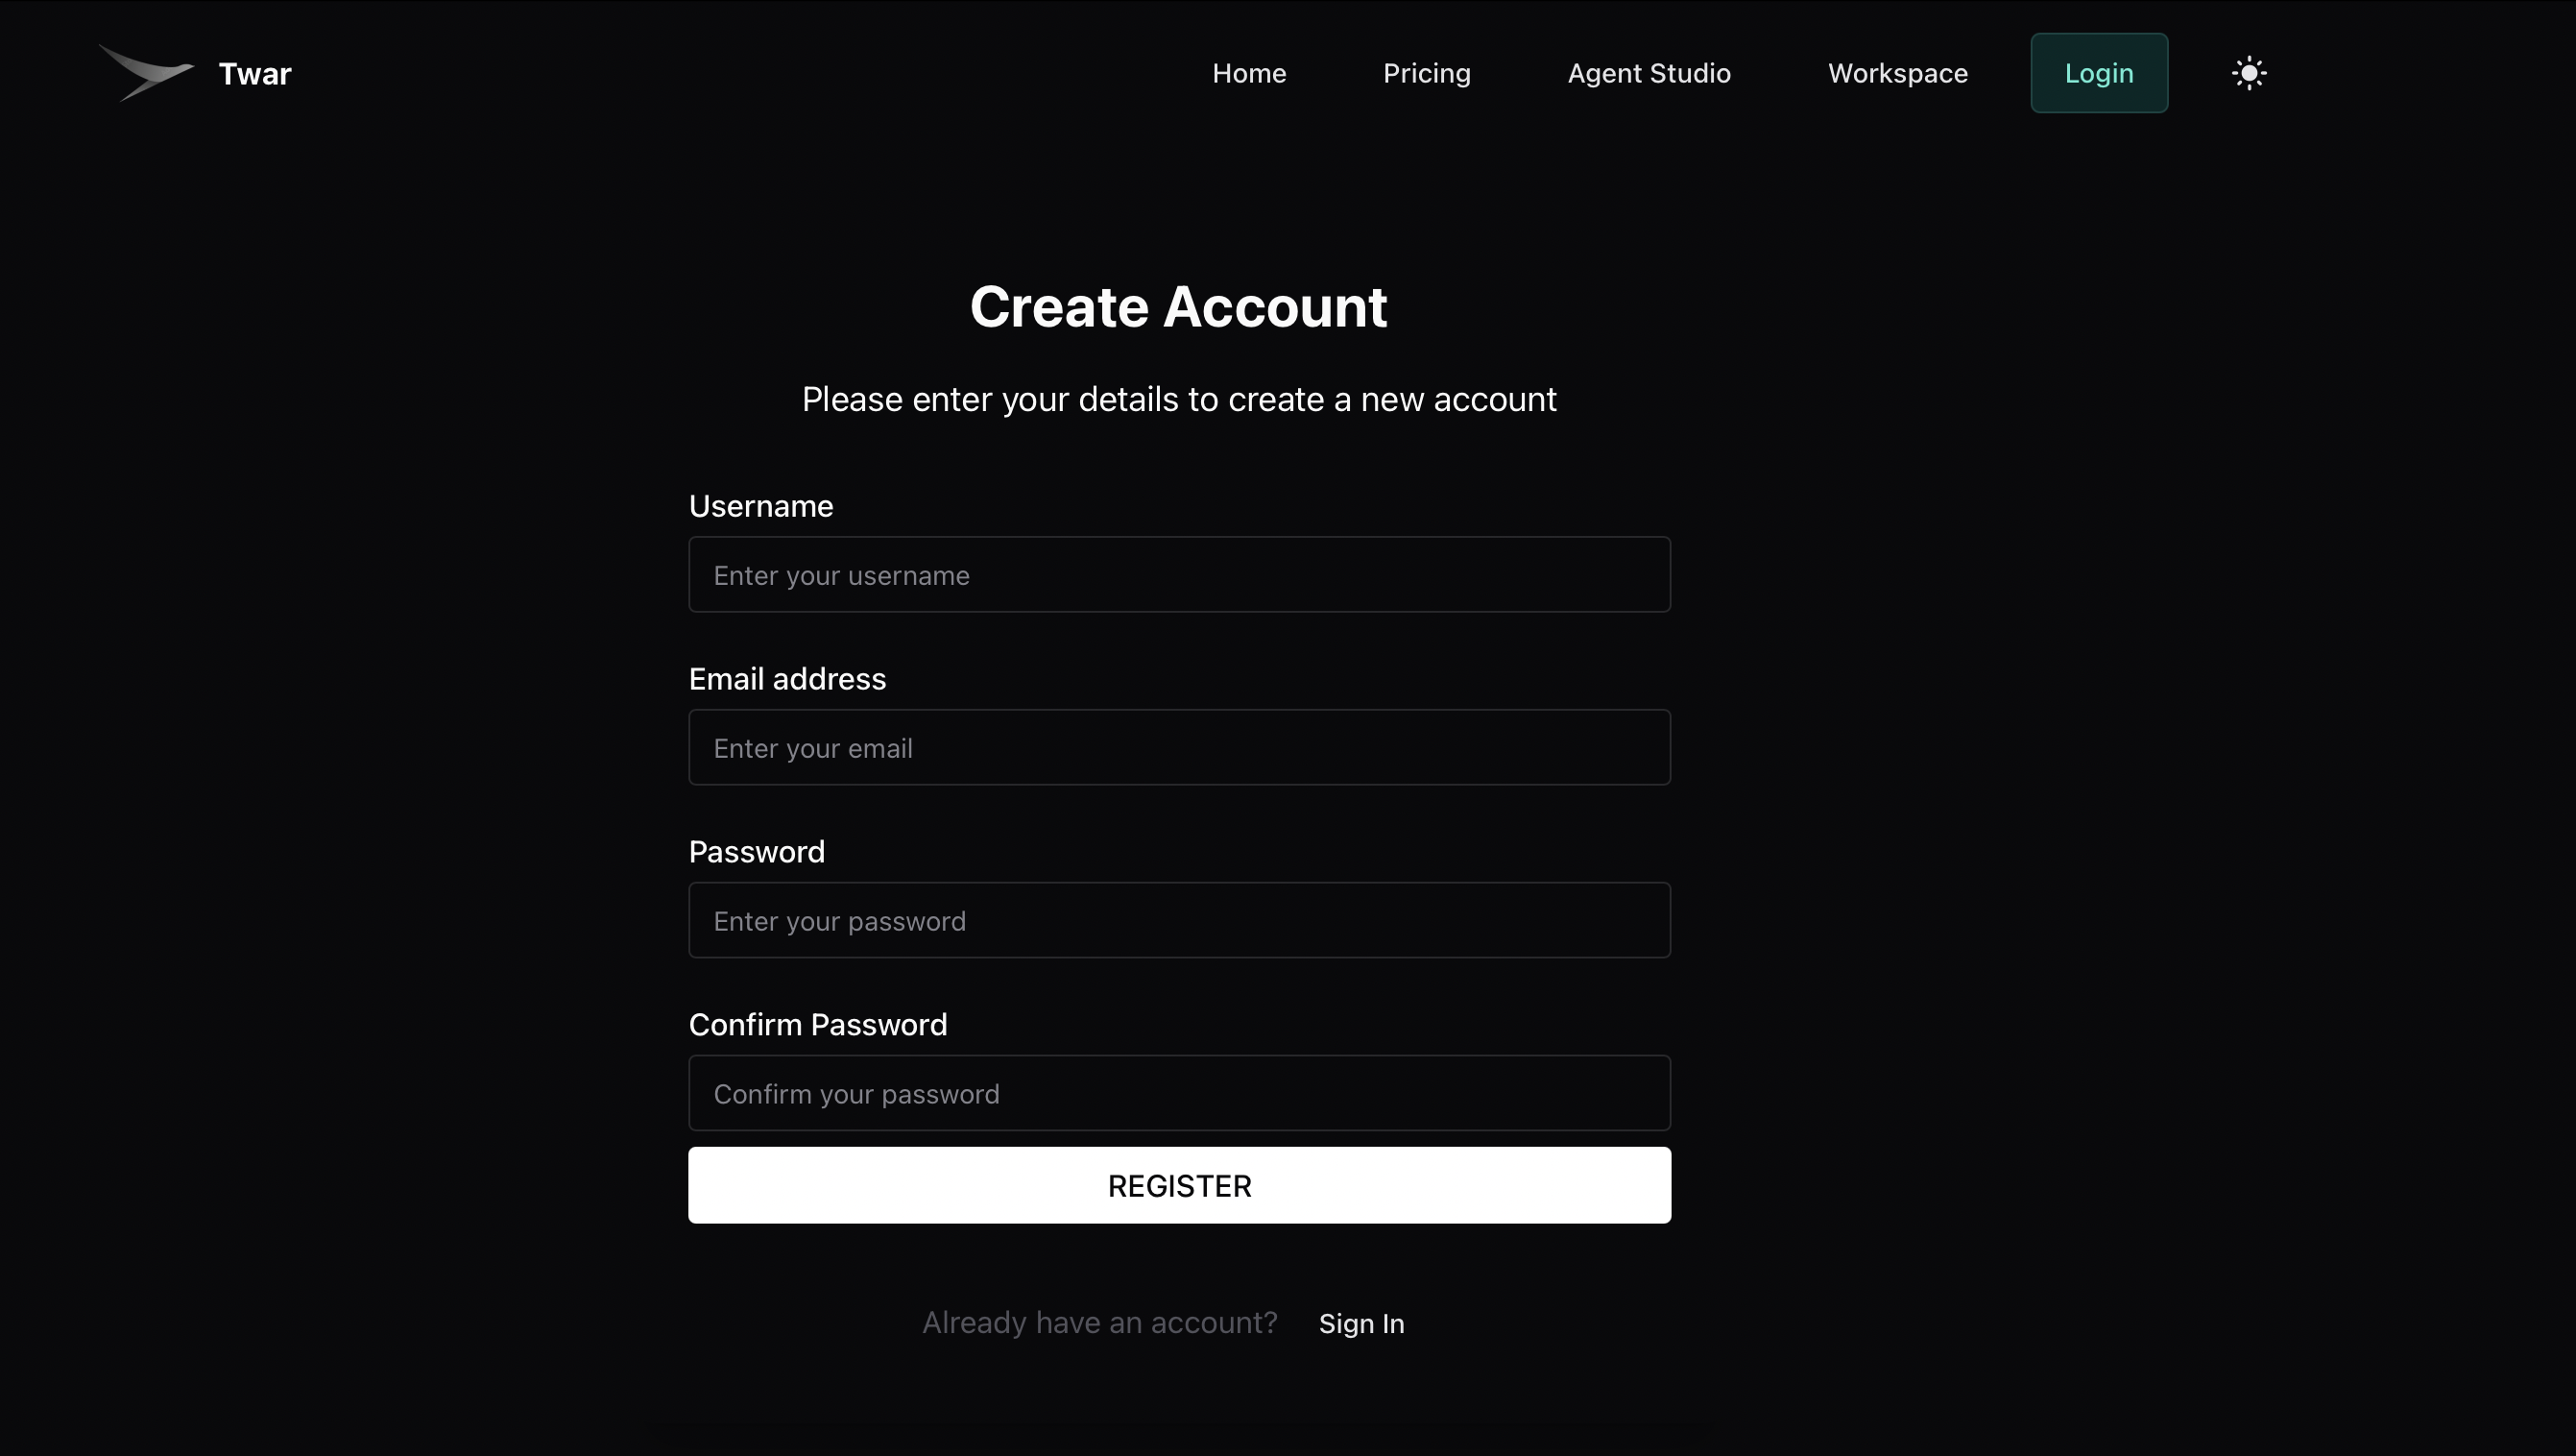 Twar
Home Pricing Agent Studio Workspace Login
Create Account
Please enter your details to create a new account
Username
Enter your username
Email address
Enter your email
Password
Enter your password
Confirm Password
Confirm your password
REGISTER
Already have an account? Sign In